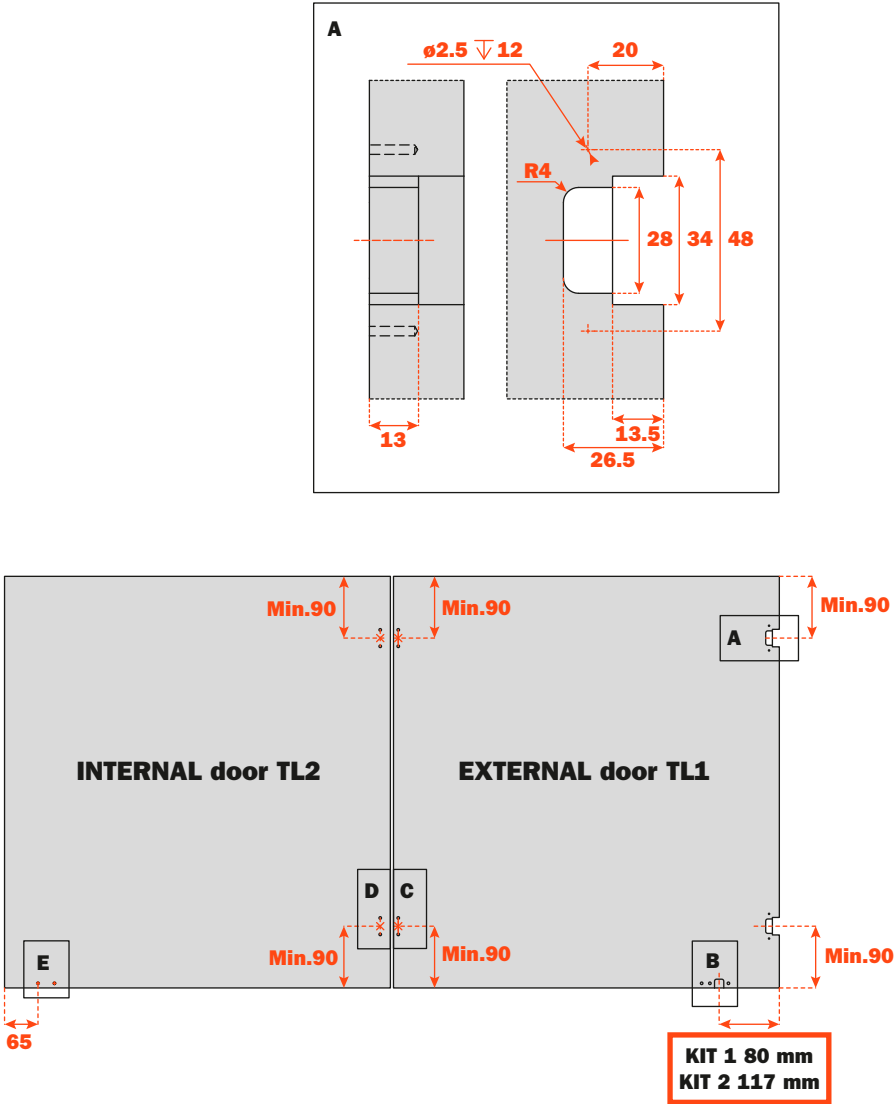 A
ø2.5 ↧ 12
20
R4
28 34 48
13
13.5
26.5
Min.90 Min.90 Min.90
A
INTERNAL door TL2
EXTERNAL door TL1
D C
E
B
Min.90 Min.90 Min.90
65
KIT 1 80 mm
KIT 2 117 mm